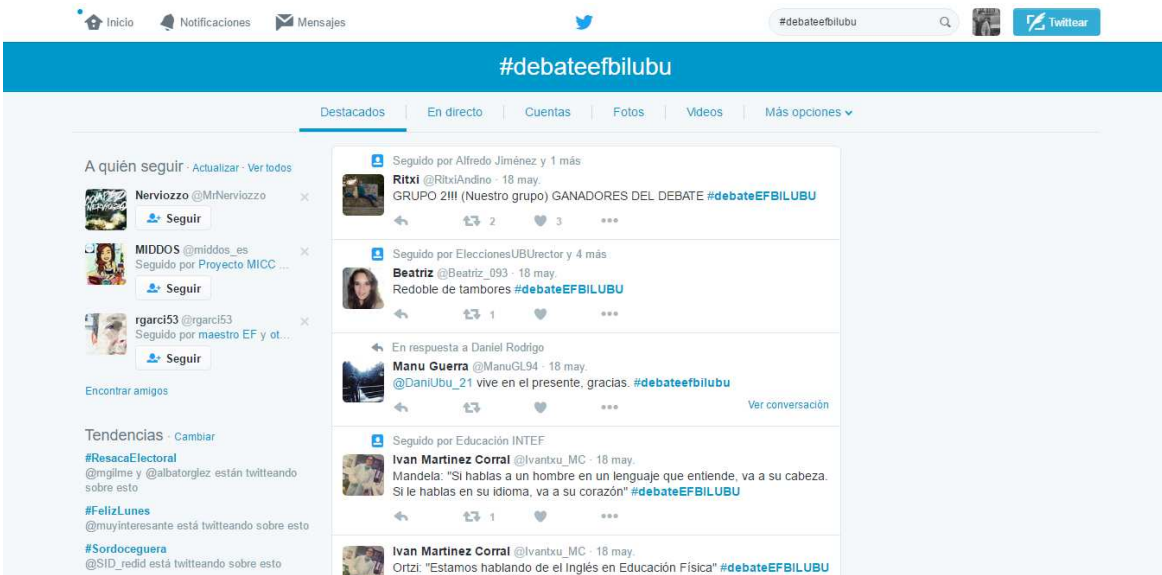 Inicio Notificaciones Mensajes #debateefbilubu Twittear
#debateefbilubu
Destacados En directo Cuentas Fotos Videos Más opciones
A quién seguir · Actualizar · Ver todos
Nerviozzo @MrNerviozzo
Seguir
MIDDOS @middos_es
Seguido por Proyecto MICC ...
Seguir
rgarci53 @rgarci53
Seguido por maestro EF y ot...
Seguir
Encontrar amigos
Tendencias · Cambiar
#ResacaElectoral
@mgilme y @albatorglez están twitteando
sobre esto
#FelizLunes
@muyinteresante está twitteando sobre esto
#Sordoceguera
@SID_redid está twitteando sobre esto
Seguido por Alfredo Jiménez y 1 más
Ritxi @RitxiAndino · 18 may.
GRUPO 2!!! (Nuestro grupo) GANADORES DEL DEBATE #debateEFBILUBU
2 3
Seguido por EleccionesUBUrector y 4 más
Beatriz @Beatriz_093 · 18 may.
Redoble de tambores #debateEFBILUBU
1
En respuesta a Daniel Rodrigo
Manu Guerra @ManuGL94 · 18 may.
@DaniUbu_21 vive en el presente, gracias. #debateefbilubu
Ver conversación
Seguido por Educación INTEF
Ivan Martinez Corral @Ivantxu_MC · 18 may.
Mandela: "Si hablas a un hombre en un lenguaje que entiende, va a su cabeza.
Si le hablas en su idioma, va a su corazón" #debateEFBILUBU
1
Ivan Martinez Corral @Ivantxu_MC · 18 may.
Ortzi: "Estamos hablando de el Inglés en Educación Física" #debateEFBILUBU